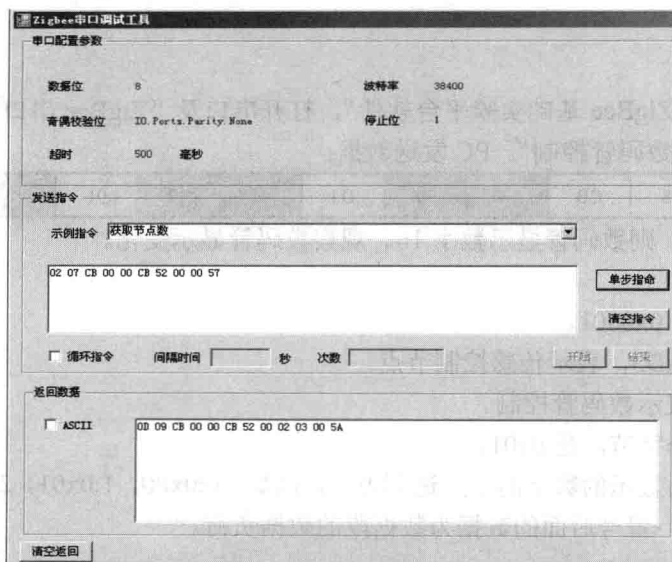 Zigbee串口调试工具
串口配置参数
数据位 8 波特率 38400
奇偶校验位 IO.Ports.Parity.None 停止位 1
超时 500 毫秒
发送指令
示例指令 获取节点数
02 07 CB 00 00 CB 52 00 00 57
单步指命
清空指令
循环指令 间隔时间 秒 次数 开始 结束
返回数据
ASCII
0D 09 CB 00 00 CB 52 00 02 03 00 5A
清空返回